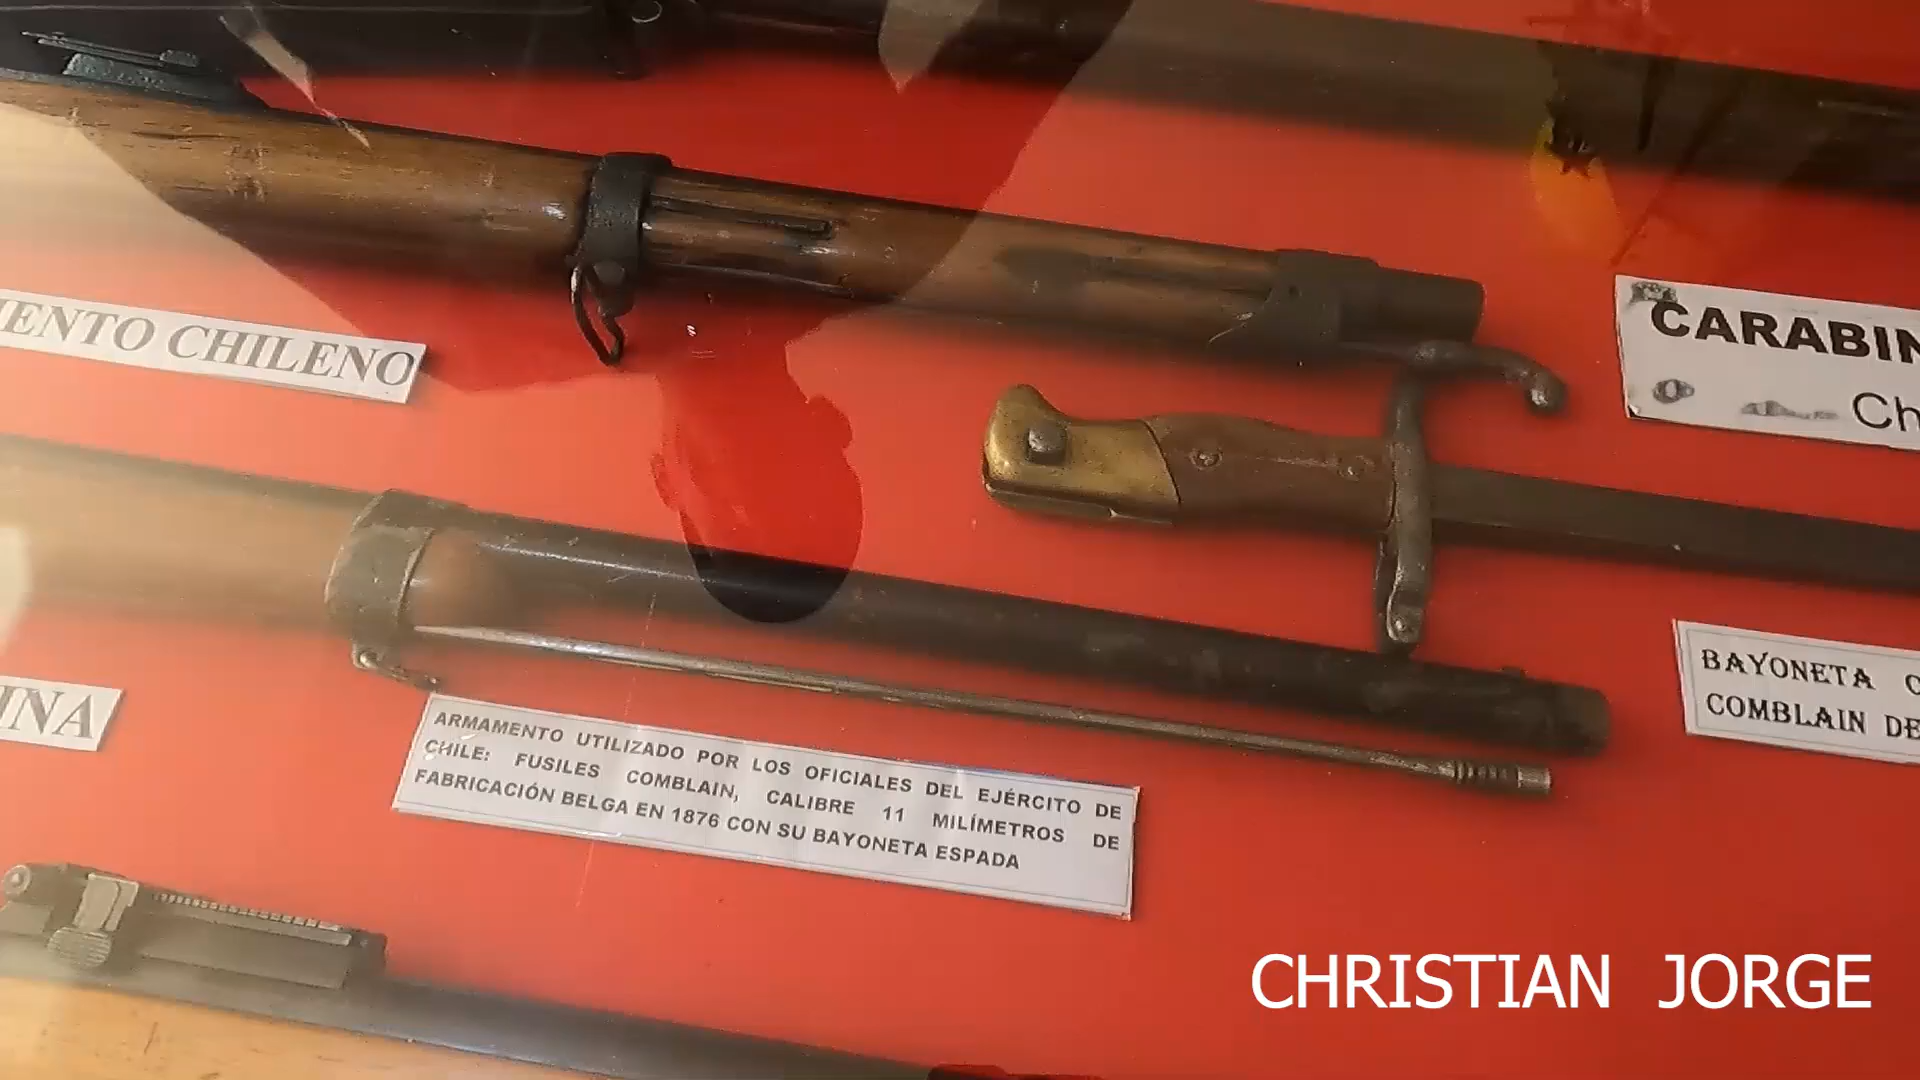 CHILENO
CARABIN
Ch
INA
ARMAMENTO UTILIZADO POR LOS OFICIALES DEL EJÉRCITO DE
CHILE: FUSILES COMBLAIN, CALIBRE 11 MILÍMETROS DE
FABRICACIÓN BELGA EN 1876 CON SU BAYONETA ESPADA
BAYONETA
COMBLAIN DE
CHRISTIAN JORGE